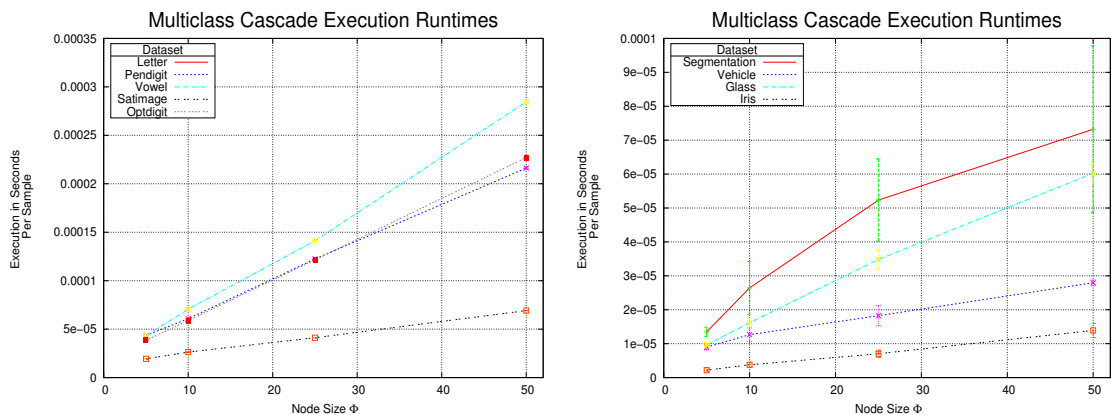 Multiclass Cascade Execution Runtimes
0.00035
0.0003
0.00025
0.0002
0.00015
0.0001
5e-05
0
Execution in Seconds
Per Sample
Dataset
Letter
Pendigit
Vowel
Satimage
Optdigit
0 10 20 30 40 50
Node Size Φ
Multiclass Cascade Execution Runtimes
0.0001
9e-05
8e-05
7e-05
6e-05
5e-05
4e-05
3e-05
2e-05
1e-05
0
Execution in Seconds
Per Sample
Dataset
Segmentation
Vehicle
Glass
Iris
0 10 20 30 40 50
Node Size Φ